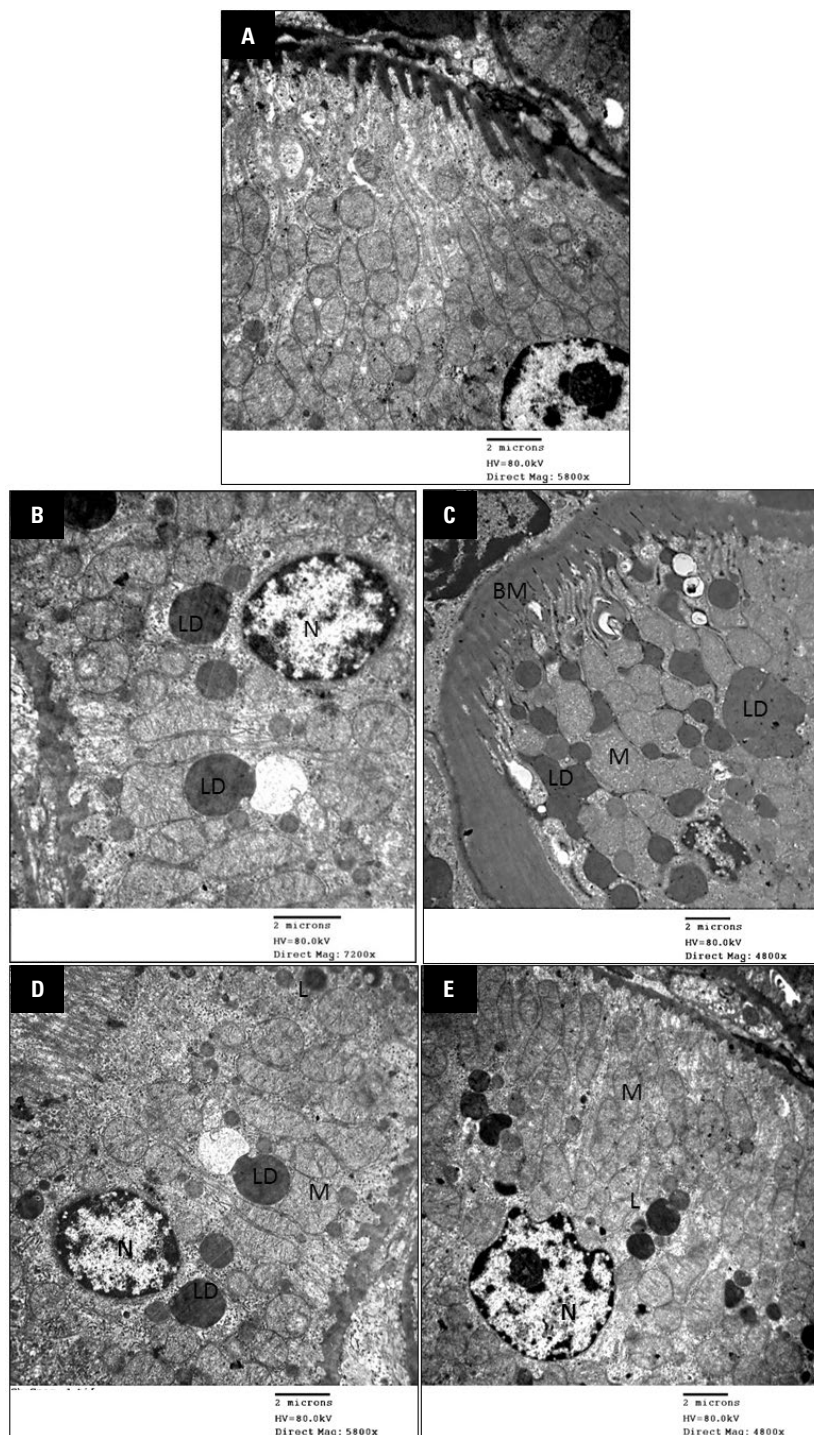 A
2 microns
HV=80.0kV
Direct Mag: 5800x
B
LD
N
LD
2 microns
HV=80.0kV
Direct Mag: 7200x
C
BM
LD
M
LD
2 microns
HV=80.0kV
Direct Mag: 4800x
D
L
LD
M
N
LD
2 microns
HV=80.0kV
Direct Mag: 5800x
E
M
L
N
2 microns
HV=80.0kV
Direct Mag: 4800x